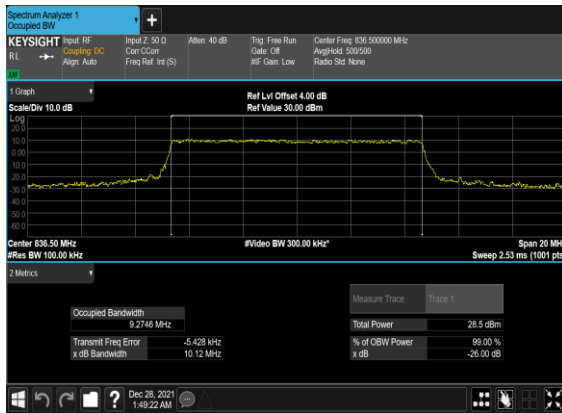 Spectrum Analyzer 1
Occupied BW
KEYSIGHT Input: RF Input Z: 50 Ω Atten: 40 dB Trig: Free Run Center Freq: 836.500000 MHz
RL Coupling: DC Corr CCorr Gate: Off Avg|Hold: 500/500
Align: Auto Freq Ref: Int (S) #IF Gain: Low Radio Std: None
1 Graph
Ref Lvl Offset 4.00 dB
Scale/Div 10.0 dB Ref Value 30.00 dBm
Log
20.0
10.0
0.00
-10.0
-20.0
-30.0
-40.0
-50.0
-60.0
Center 836.50 MHz #Video BW 300.00 kHz* Span 20 MH
#Res BW 100.00 kHz Sweep 2.53 ms (1001 pts
2 Metrics
Measure Trace Trace 1
Occupied Bandwidth
9.2746 MHz Total Power 28.5 dBm
Transmit Freq Error -5.428 kHz % of OBW Power 99.00 %
x dB Bandwidth 10.12 MHz x dB -26.00 dB
Dec 28, 2021
1:49:22 AM